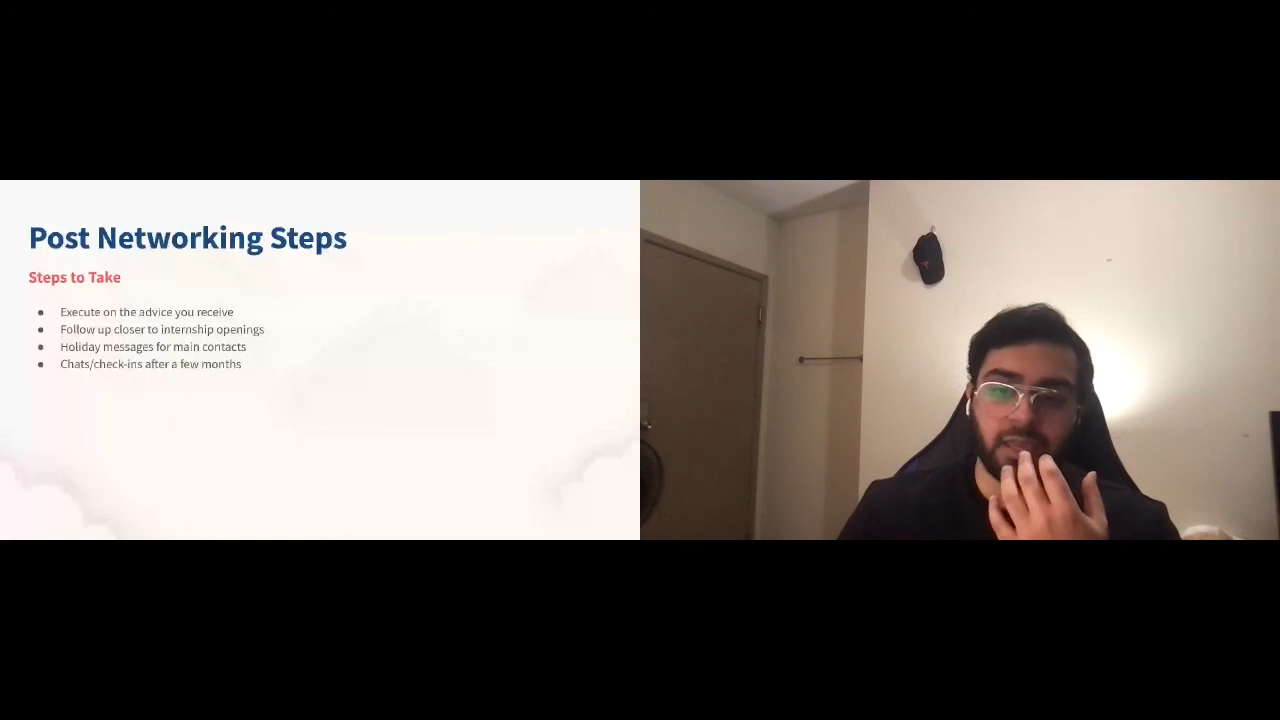 Post Networking Steps
Steps to Take
● Execute on the advice you receive
● Follow up closer to internship openings
● Holiday messages for main contacts
● Chats/check-ins after a few months